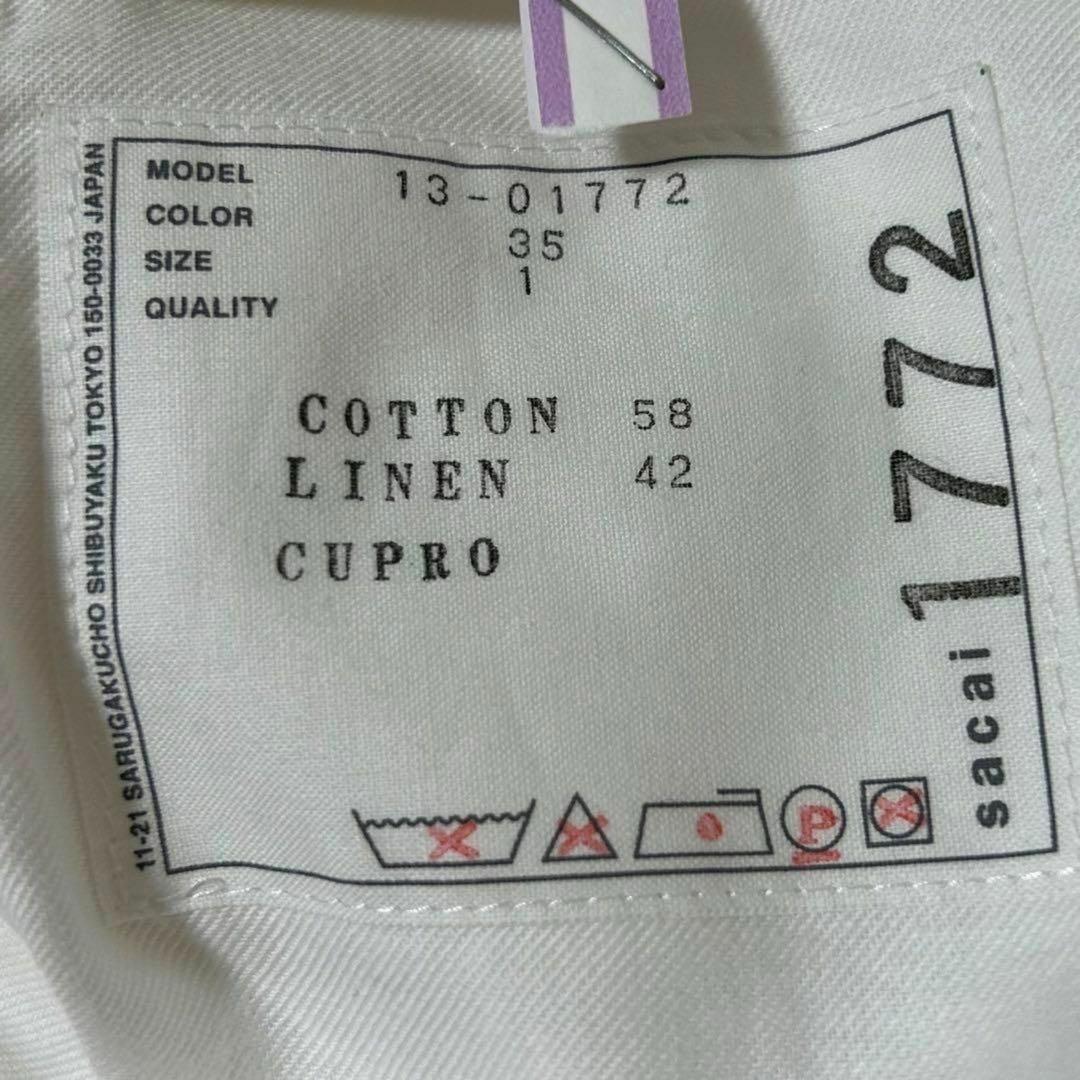 MODEL 13-01772
COLOR 35
SIZE 1
QUALITY
COTTON 58
LINEN 42
CUPRO
P
sacai 1772
11-21 SARUGAKUCHO SHIBUYAKU TOKYO 150-0033 JAPAN